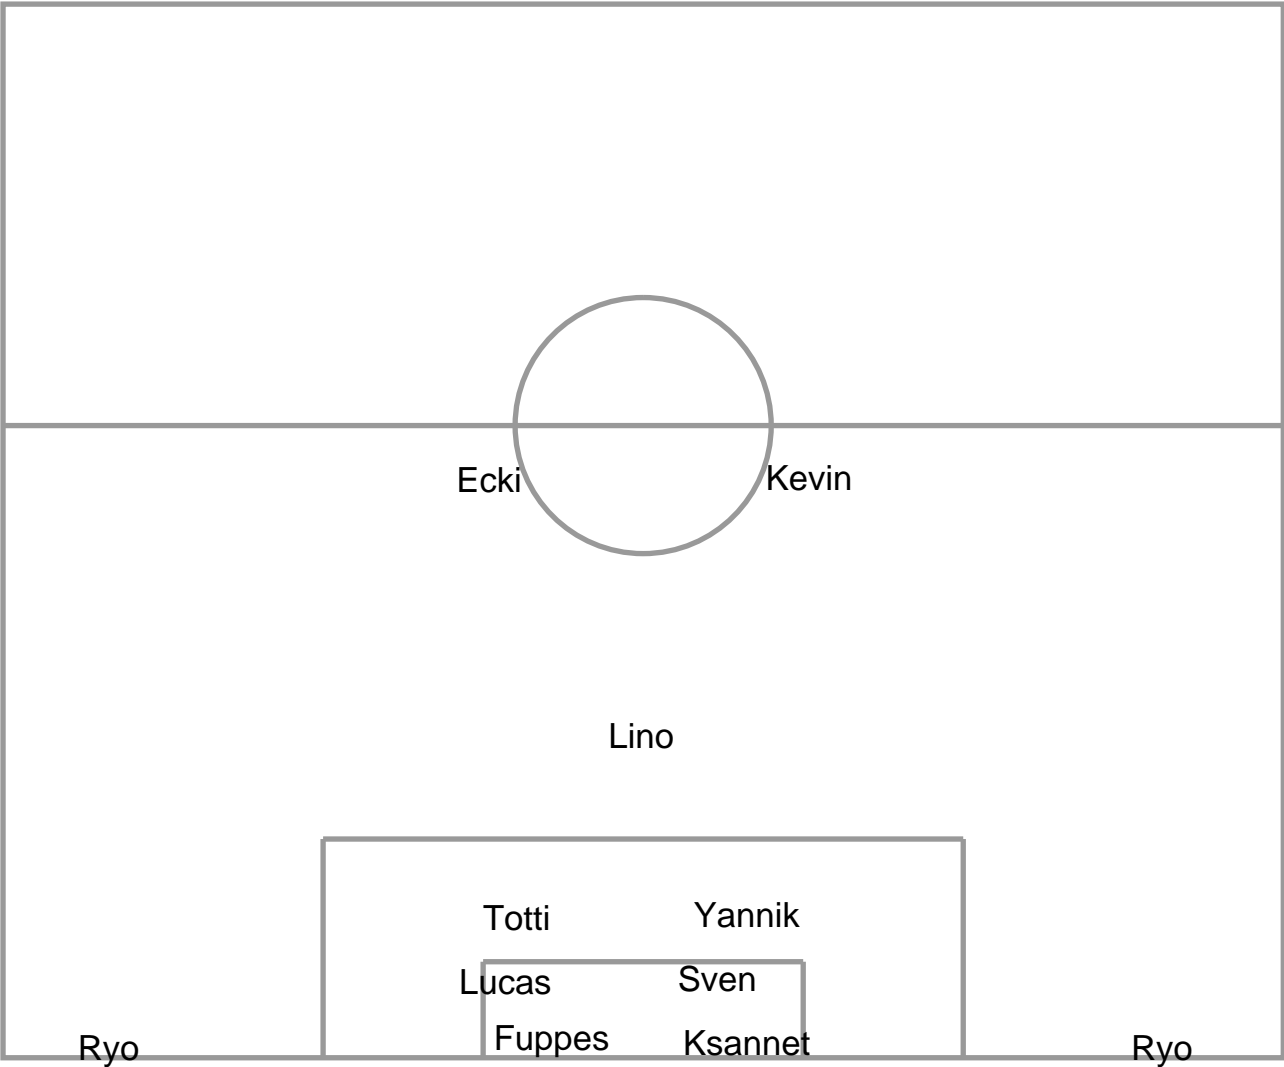 Ecki Kevin
Lino
Totti Yannik
Lucas Sven
Fuppes Ksannet
Ryo Ryo